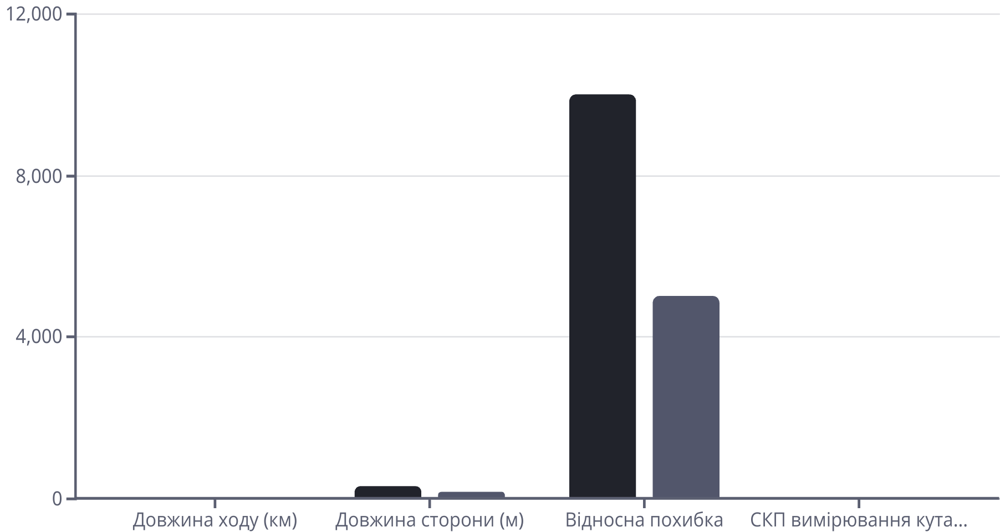 12,000
8,000
4,000
0
Довжина ходу (км)
Довжина сторони (м)
Відносна похибка
СКП вимірювання кута...